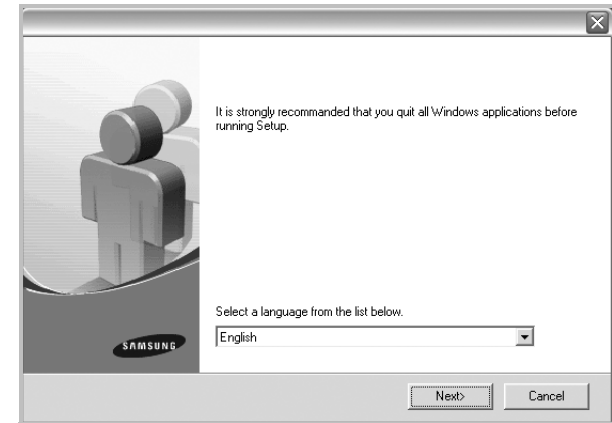 It is strongly recommanded that you quit all Windows applications before
running Setup.
Select a language from the list below.
English
SAMSUNG
Next>
Cancel